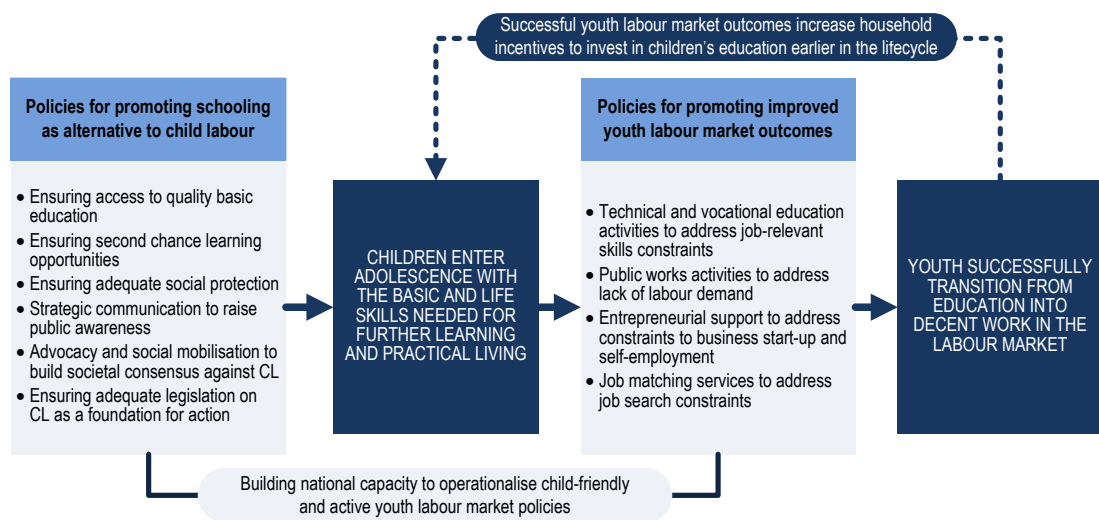 Successful youth labour market outcomes increase household
incentives to invest in children’s education earlier in the lifecycle
Policies for promoting schooling
as alternative to child labour
• Ensuring access to quality basic
education
• Ensuring second chance learning
opportunities
• Ensuring adequate social protection
• Strategic communication to raise
public awareness
• Advocacy and social mobilisation to
build societal consensus against CL
• Ensuring adequate legislation on
CL as a foundation for action
CHILDREN ENTER
ADOLESCENCE WITH
THE BASIC AND LIFE
SKILLS NEEDED FOR
FURTHER LEARNING
AND PRACTICAL LIVING
Policies for promoting improved
youth labour market outcomes
• Technical and vocational education
activities to address job-relevant
skills constraints
• Public works activities to address
lack of labour demand
• Entrepreneurial support to address
constraints to business start-up and
self-employment
• Job matching services to address
job search constraints
YOUTH SUCCESSFULLY
TRANSITION FROM
EDUCATION INTO
DECENT WORK IN THE
LABOUR MARKET
Building national capacity to operationalise child-friendly
and active youth labour market policies